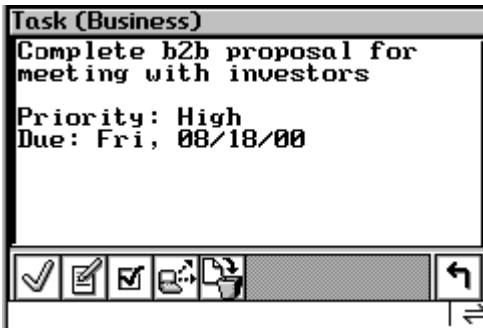 Task (Business)
Complete b2b proposal for
meeting with investors
Priority: High
Due: Fri, 08/18/00